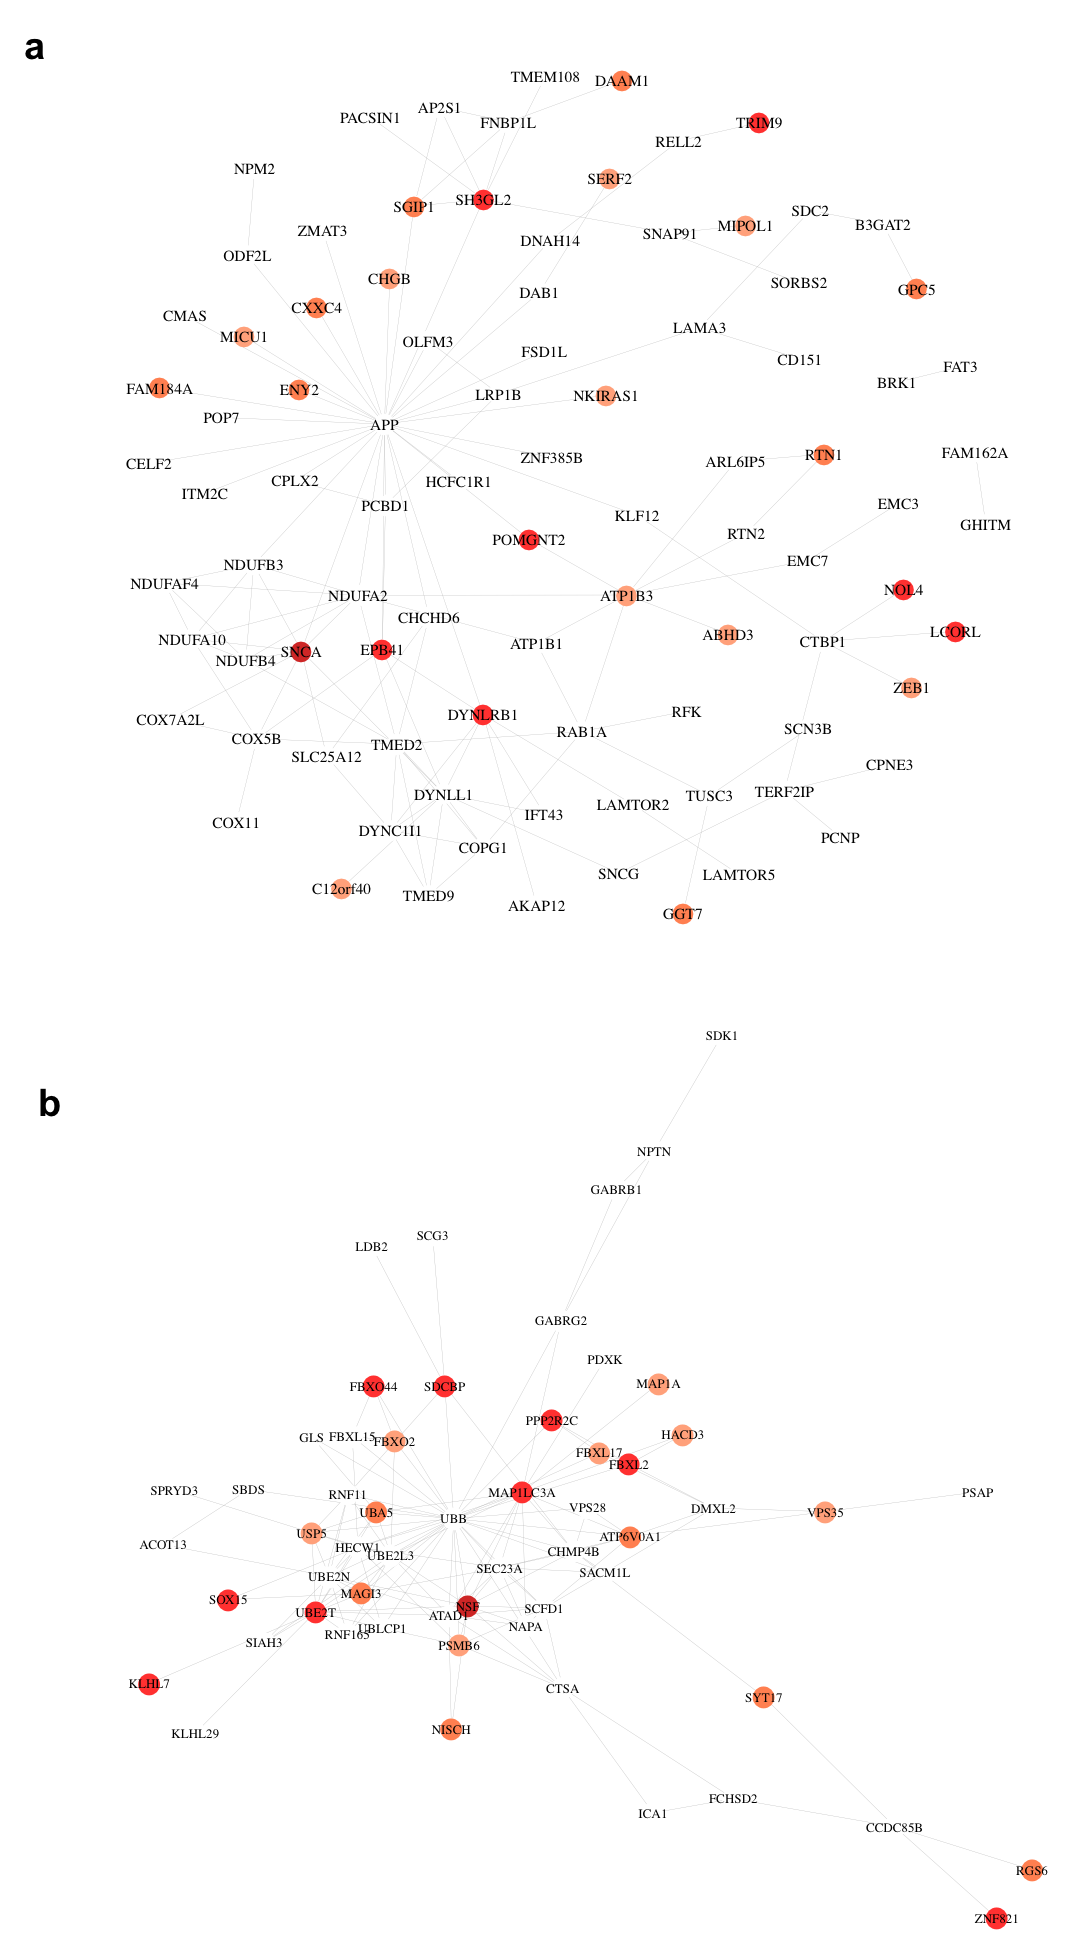 a
TMEM108
DAAM1
AP2S1
PACSIN1
FNBP1L
TRIM9
RELL2
NPM2
SERF2
SH3GL2
SGIP1
SDC2
MIPOL1
B3GAT2
ZMAT3
SNAP91
DNAH14
ODF2L
CHGB
SORBS2
GPC5
DAB1
CXXC4
CMAS
LAMA3
MICU1
OLFM3
FSD1L
CD151
FAT3
BRK1
FAM184A
ENY2
LRP1B
NKIRAS1
POP7
APP
CELF2
ZNF385B
ARL6IP5
RTN1
FAM162A
ITM2C
CPLX2
HCFC1R1
PCBD1
EMC3
KLF12
GHITM
POMGNT2
RTN2
EMC7
NDUFB3
NDUFAF4
NDUFA2
ATP1B3
NOL4
CHCHD6
LCORL
NDUFA10
ABHD3
ATP1B1
CTBP1
SNCA
EPB41
NDUFB4
ZEB1
COX7A2L
DYNLRB1
RFK
RAB1A
SCN3B
COX5B
TMED2
SLC25A12
CPNE3
DYNLL1
TUSC3
TERF2IP
LAMTOR2
IFT43
COX11
DYNC1I1
PCNP
COPG1
SNCG
LAMTOR5
C12orf40
TMED9
AKAP12
GGT7
SDK1
b
NPTN
GABRB1
SCG3
LDB2
GABRG2
PDXK
MAP1A
FBXO44
SDCBP
PPP2R2C
GLS
FBXL15
FBXO2
HACD3
FBXL17
FBXL2
SPRYD3
SBDS
RNF11
MAP1LC3A
PSAP
VPS28
DMXL2
UBA5
VPS35
UBB
USP5
ATP6V0A1
ACOT13
HECW1
UBE2L3
CHMP4B
SEC23A
SACM1L
UBE2N
MAGI3
SOX15
NSF
SCFD1
UBE2T
ATAD1
NAPA
UBLCP1
RNF165
SIAH3
PSMB6
KLHL7
CTSA
SYT17
NISCH
KLHL29
FCHSD2
ICA1
CCDC85B
RGS6
ZNF821